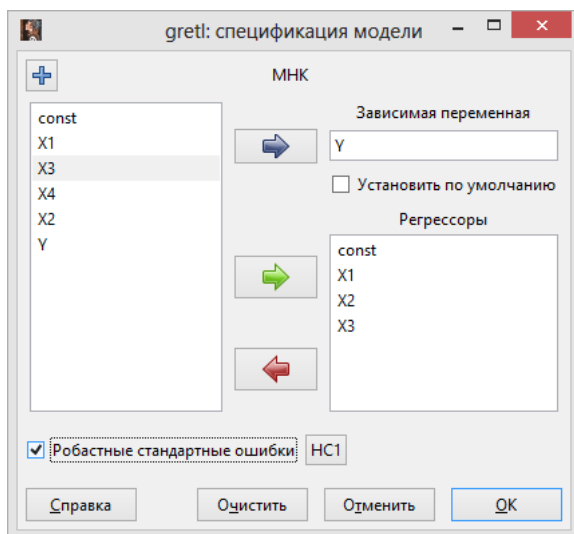 gretl: спецификация модели
МНК
const
X1
X3
X4
X2
Y
Зависимая переменная
Y
Установить по умолчанию
Регрессоры
const
X1
X2
X3
Робастные стандартные ошибки HC1
Справка Очистить Отменить OK